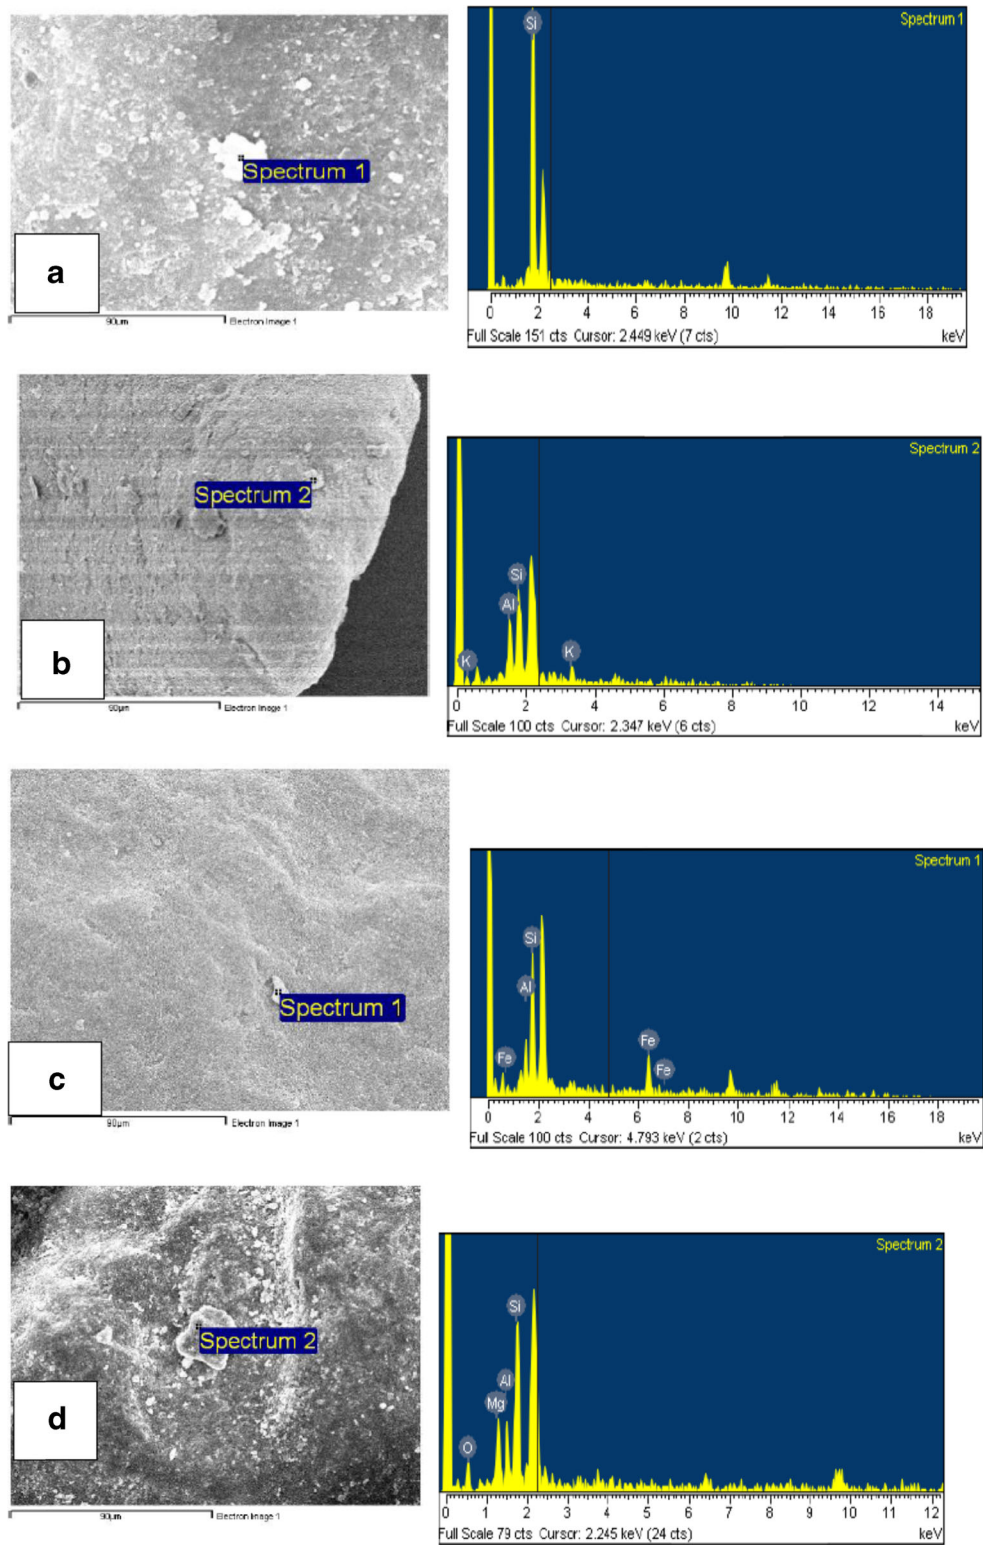 Spectrum 1
a
90µm Electron Image 1
Spectrum 1
Si
0 2 4 6 8 10 12 14 16 18
Full Scale 151 cts Cursor: 2.449 keV (7 cts) keV
Spectrum 2
b
90µm Electron Image 1
Spectrum 2
Si
Al
K K
0 2 4 6 8 10 12 14
Full Scale 100 cts Cursor: 2.347 keV (6 cts) keV
Spectrum 1
c
90µm Electron Image 1
Spectrum 1
Si
Al
Fe
Fe Fe
0 2 4 6 8 10 12 14 16 18
Full Scale 100 cts Cursor: 4.793 keV (2 cts) keV
Spectrum 2
d
90µm Electron Image 1
Spectrum 2
Si
Al
Mg
O
0 1 2 3 4 5 6 7 8 9 10 11 12
Full Scale 79 cts Cursor: 2.245 keV (24 cts) keV